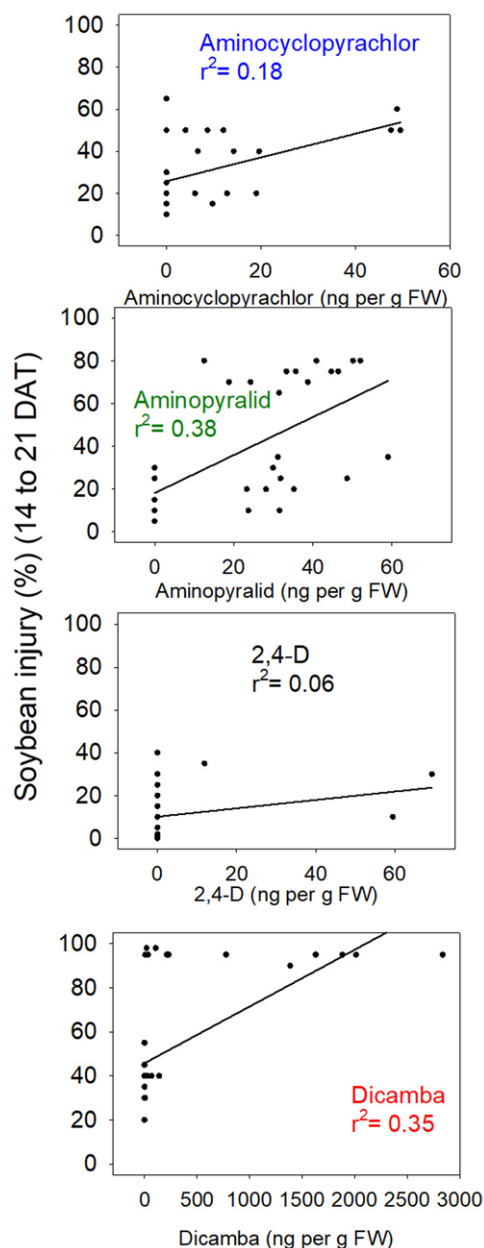 Soybean injury (%) (14 to 21 DAT)
Aminocyclopyrachlor
r²= 0.18
100
80
60
40
20
0
0 20 40 60
Aminocyclopyrachlor (ng per g FW)
Aminopyralid
r²= 0.38
100
80
60
40
20
0
0 20 40 60
Aminopyralid (ng per g FW)
2,4-D
r²= 0.06
100
80
60
40
20
0
0 20 40 60
2,4-D (ng per g FW)
100
80
60
40
20
0
Dicamba
r²= 0.35
0 500 1000 1500 2000 2500 3000
Dicamba (ng per g FW)